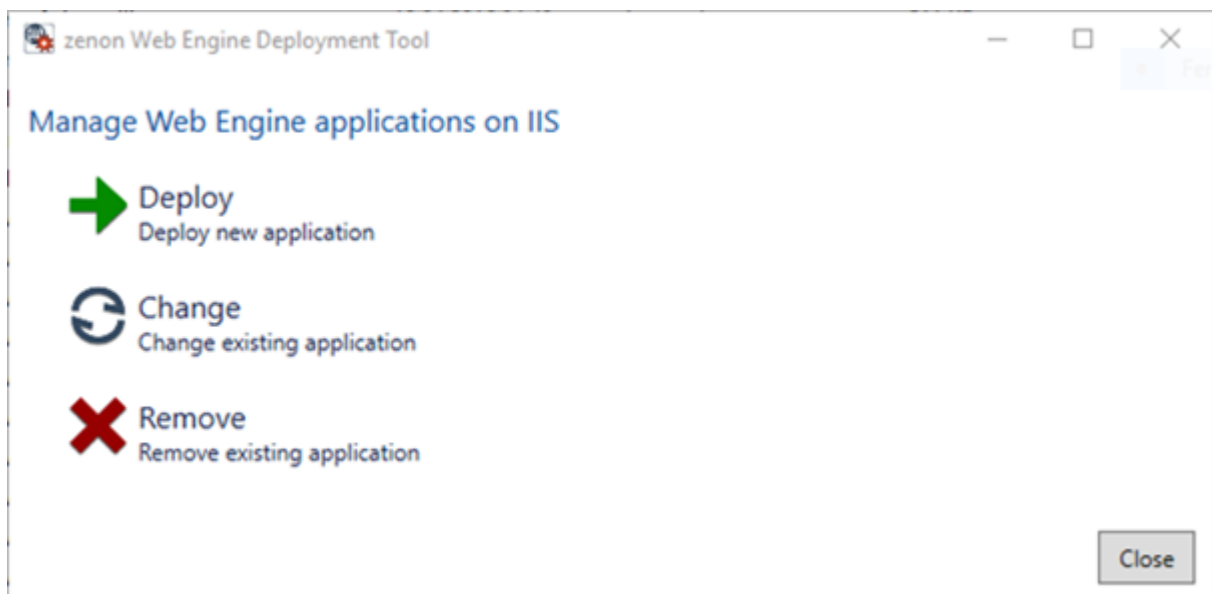 zenon Web Engine Deployment Tool
Manage Web Engine applications on IIS
Deploy
Deploy new application
Change
Change existing application
Remove
Remove existing application
Close